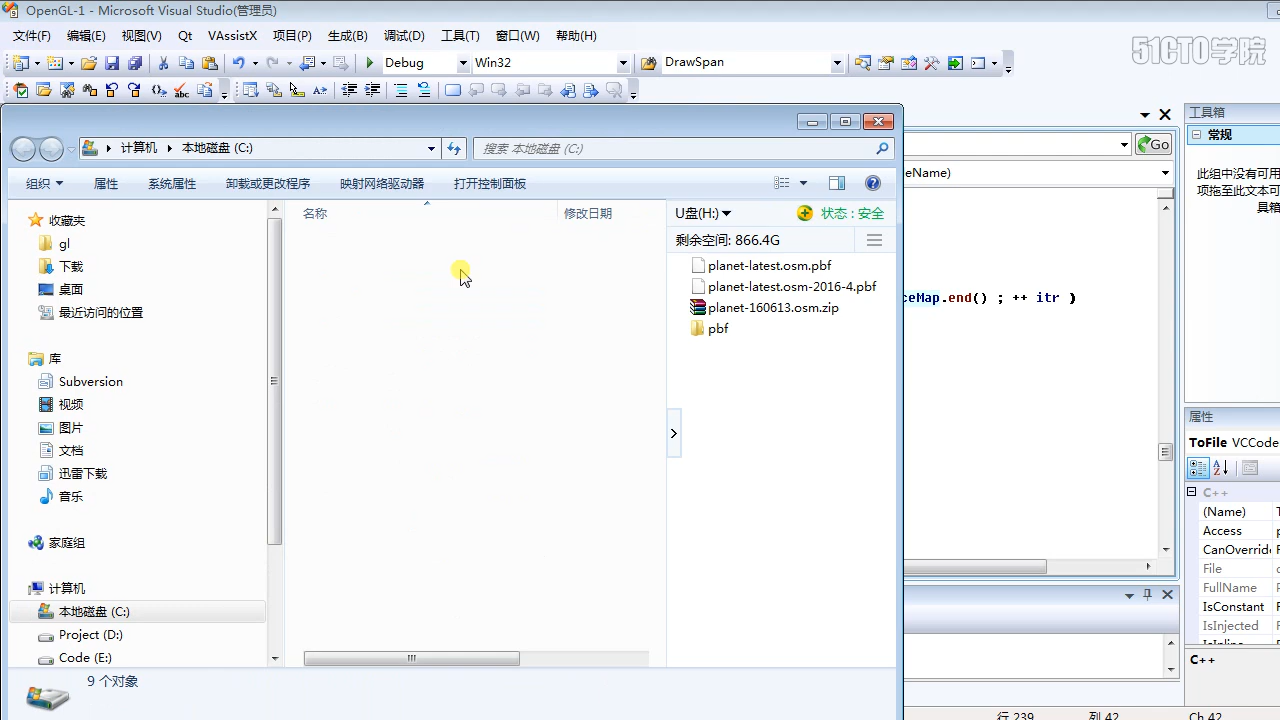 OpenGL-1 - Microsoft Visual Studio(管理员)
文件(F) 编辑(E) 视图(V) Qt VAssistX 项目(P) 生成(B) 调试(D) 工具(T) 窗口(W) 帮助(H)
51CTO学院
Debug Win32 DrawSpan
工具箱
常规
计算机 本地磁盘 (C:) 搜索 本地磁盘 (C:)
Go
eName)
此组中没有可用
项拖至此文本可
具箱
组织 属性 系统属性 卸载或更改程序 映射网络驱动器 打开控制面板
名称 修改日期
U盘(H:) 状态 : 安全
剩余空间: 866.4G
planet-latest.osm.pbf
planet-latest.osm-2016-4.pbf
planet-160613.osm.zip
pbf
收藏夹
gl
下载
桌面
最近访问的位置
库
Subversion
视频
图片
文档
迅雷下载
音乐
家庭组
计算机
本地磁盘 (C:)
Project (D:)
Code (E:)
9 个对象
ceMap.end() ; ++ itr )
属性
ToFile VCCode
C++
(Name)
Access
CanOverride
File
FullName
IsConstant
IsInjected
IsInline
C++
行 239 列 42 Ch 42